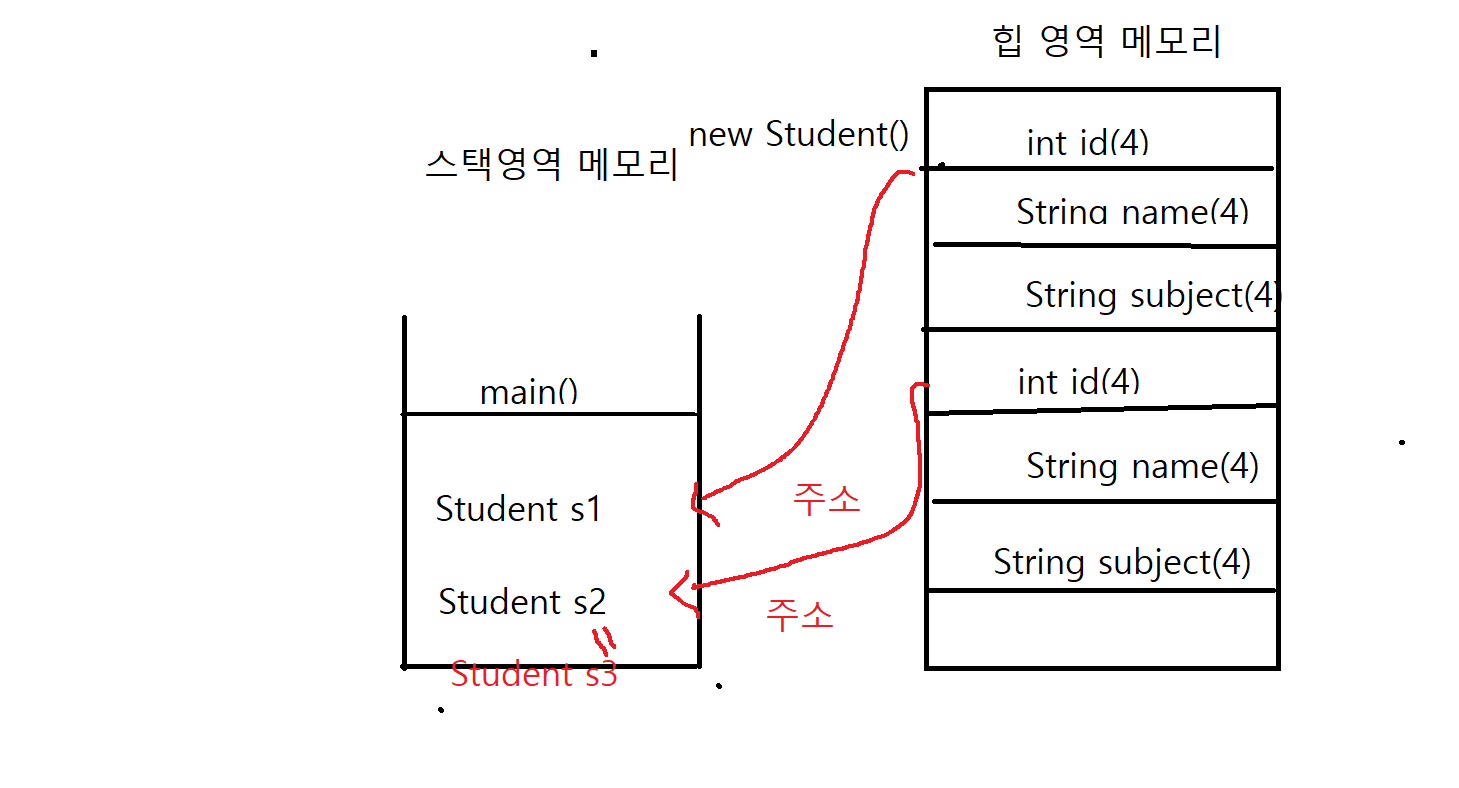 힙 영역 메모리
new Student()
스택영역 메모리
int id(4)
String name(4)
String subject(4)
int id(4)
String name(4)
String subject(4)
main()
Student s1
Student s2
Student s3
주소
주소